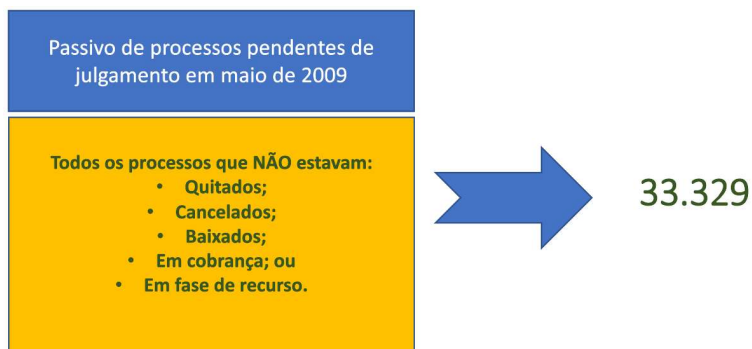 Passivo de processos pendentes de
julgamento em maio de 2009
Todos os processos que NÃO estavam:
• Quitados;
• Cancelados;
• Baixados;
• Em cobrança; ou
• Em fase de recurso.
33.329